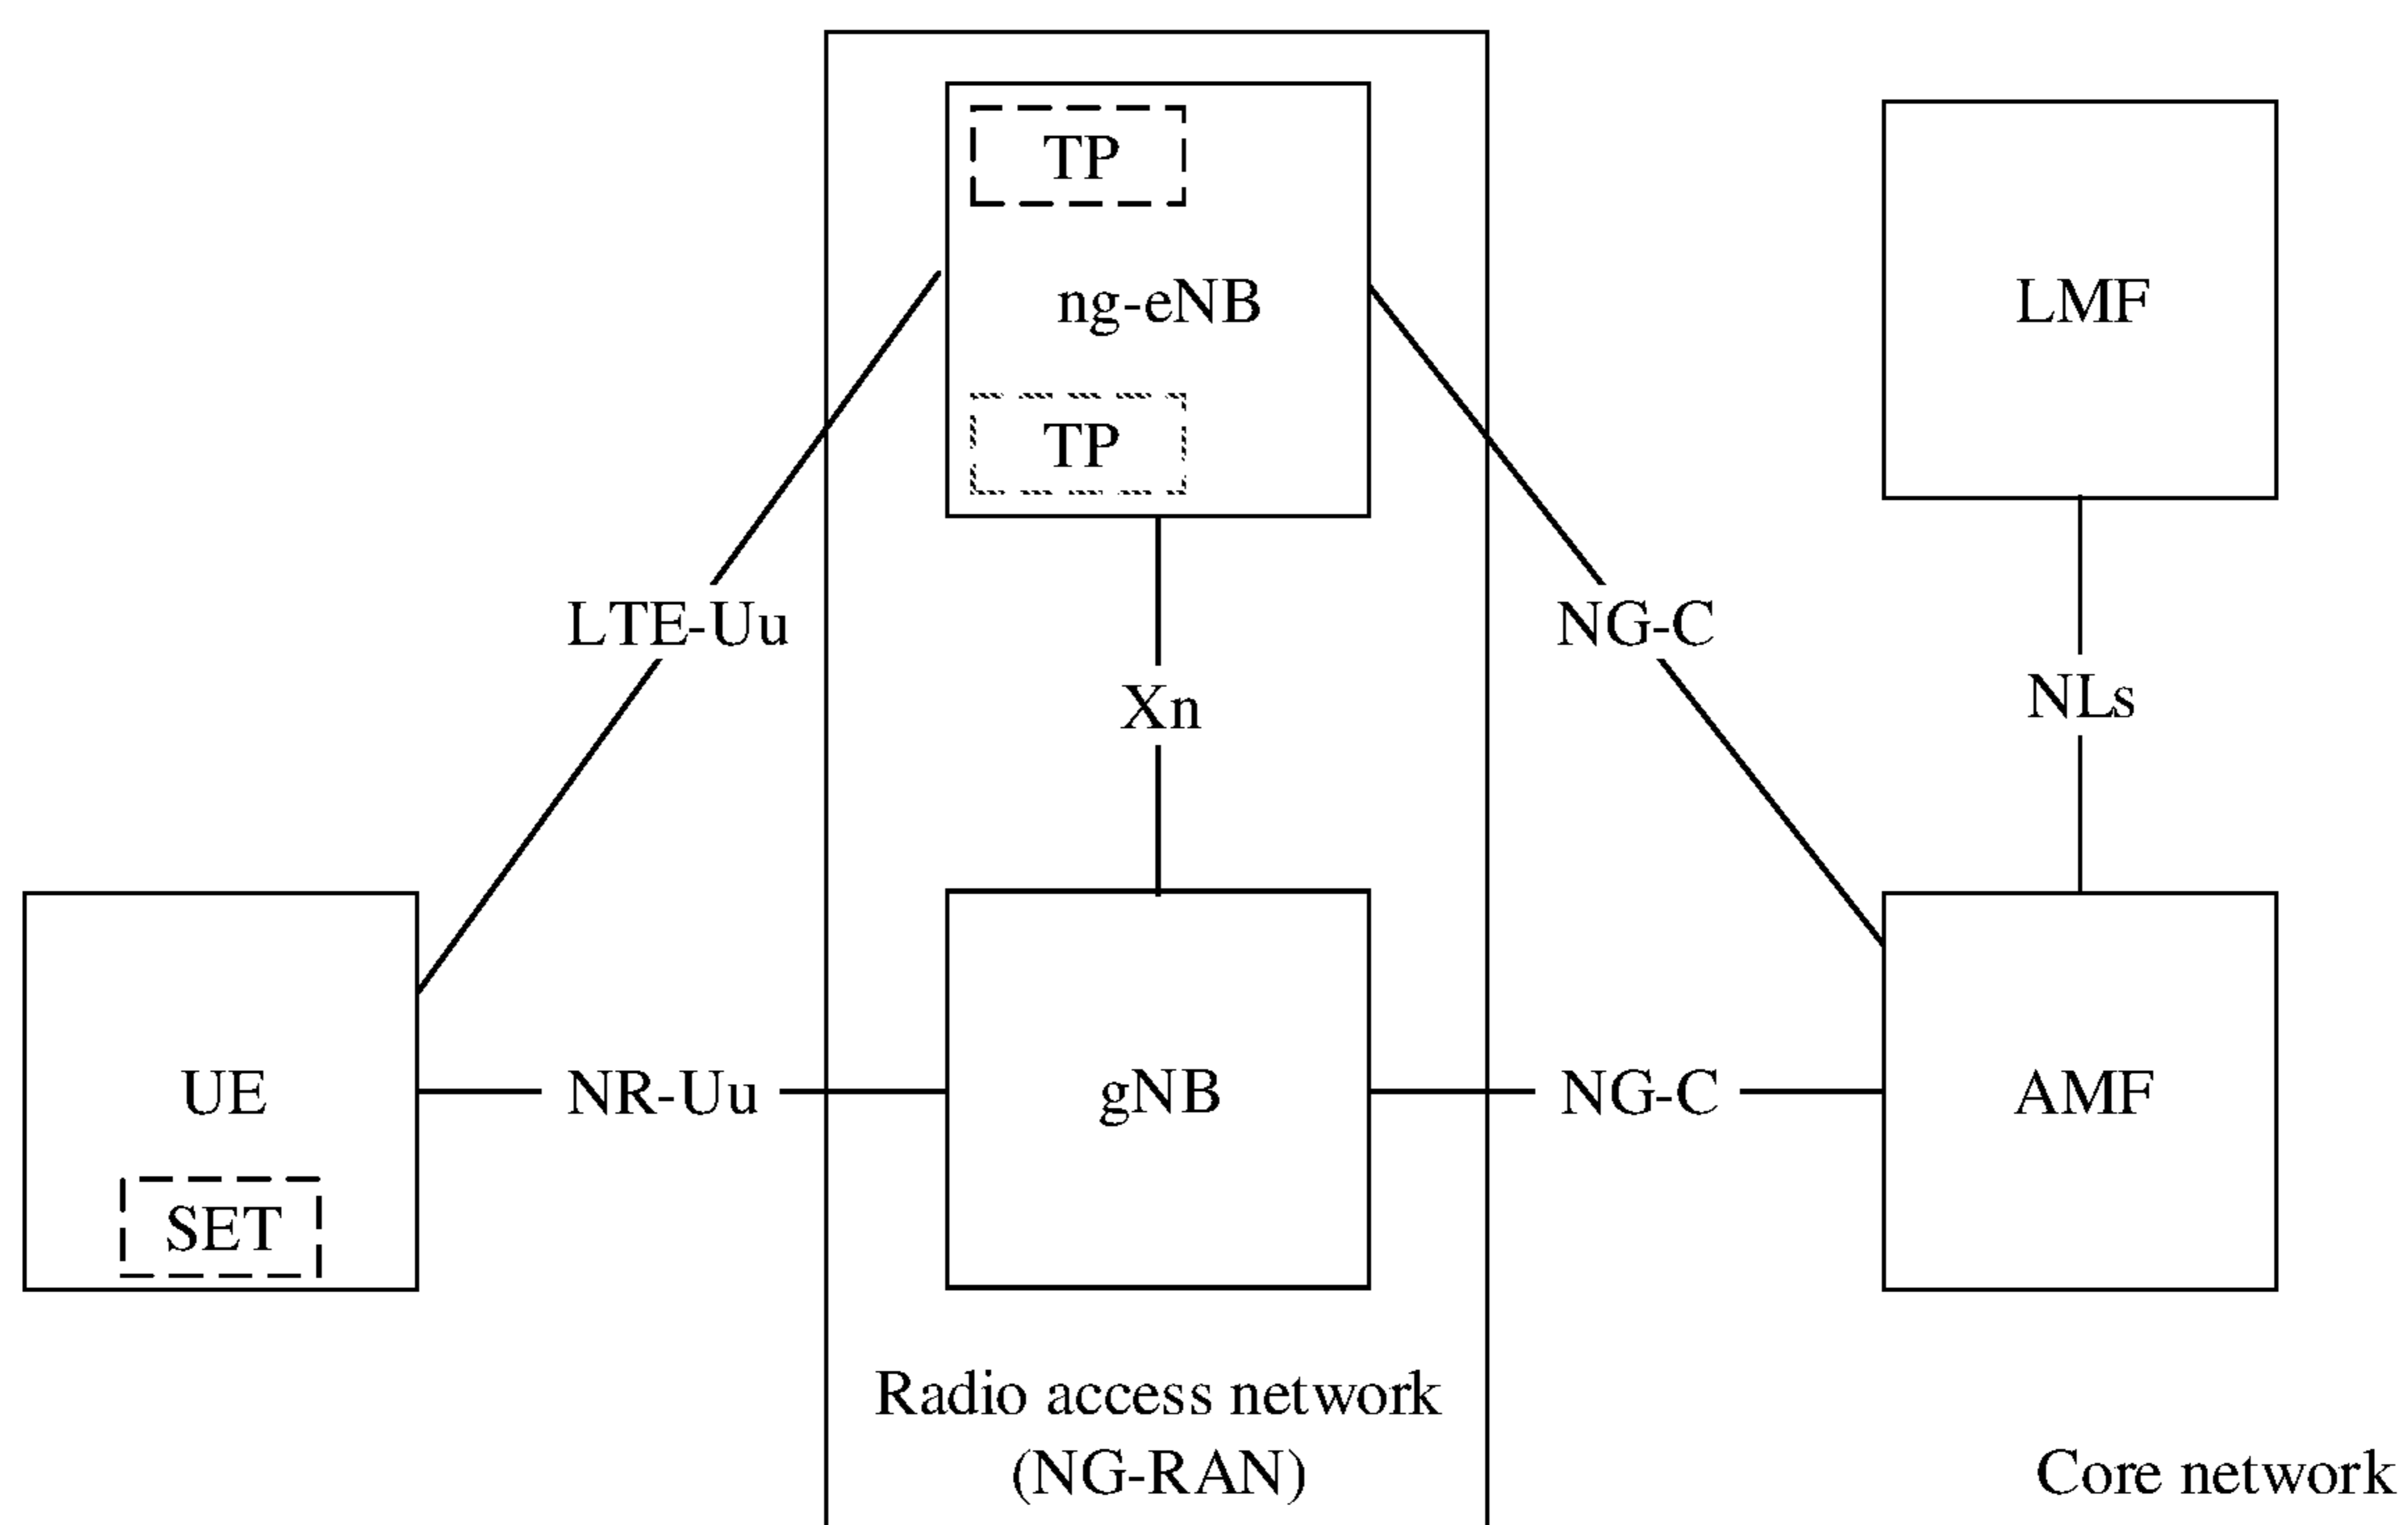 TP
ng-eNB
LMF
TP
LTE-Uu
NG-C
Xn
NLs
UE
NR-Uu
gNB
NG-C
AMF
SET
Radio access network
(NG-RAN)
Core network